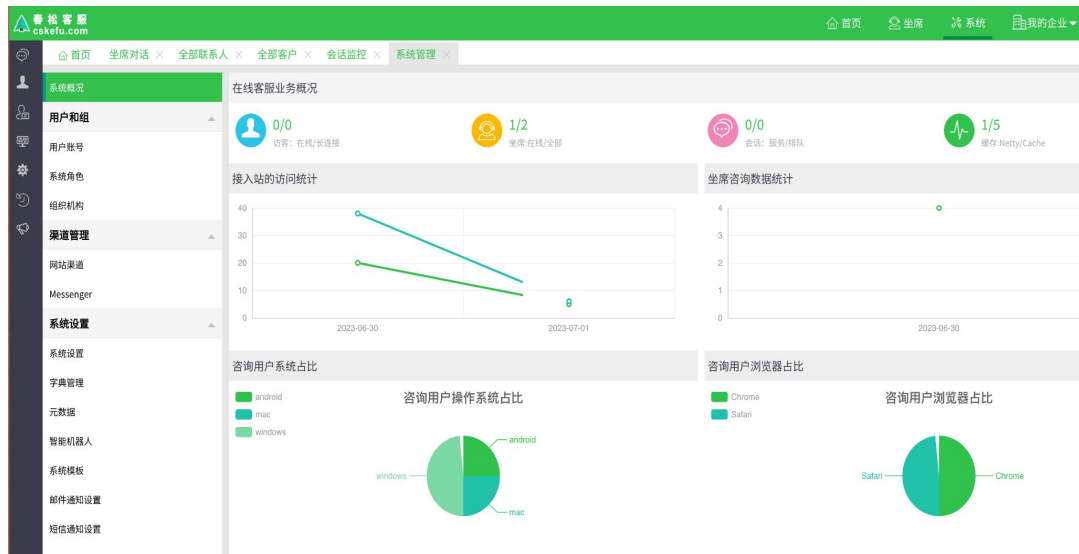 春松客服
cskefu.com
首页
坐席
系统
我的企业
首页
坐席对话
全部联系人
全部客户
会话监控
系统管理
系统概况
用户和组
用户账号
系统角色
组织机构
渠道管理
网站渠道
Messenger
系统设置
系统设置
字典管理
元数据
智能机器人
系统模板
邮件通知设置
短信通知设置
在线客服业务概况
0/0
访客：在线/长连接
1/2
坐席:在线/全部
0/0
会话：服务/排队
1/5
缓存:Netty/Cache
接入站的访问统计
40
30
20
10
0
2023-06-30
2023-07-01
坐席咨询数据统计
4
3
2
1
0
2023-06-30
咨询用户系统占比
android
mac
windows
咨询用户操作系统占比
android
windows
mac
咨询用户浏览器占比
Chrome
Safari
咨询用户浏览器占比
Safari
Chrome